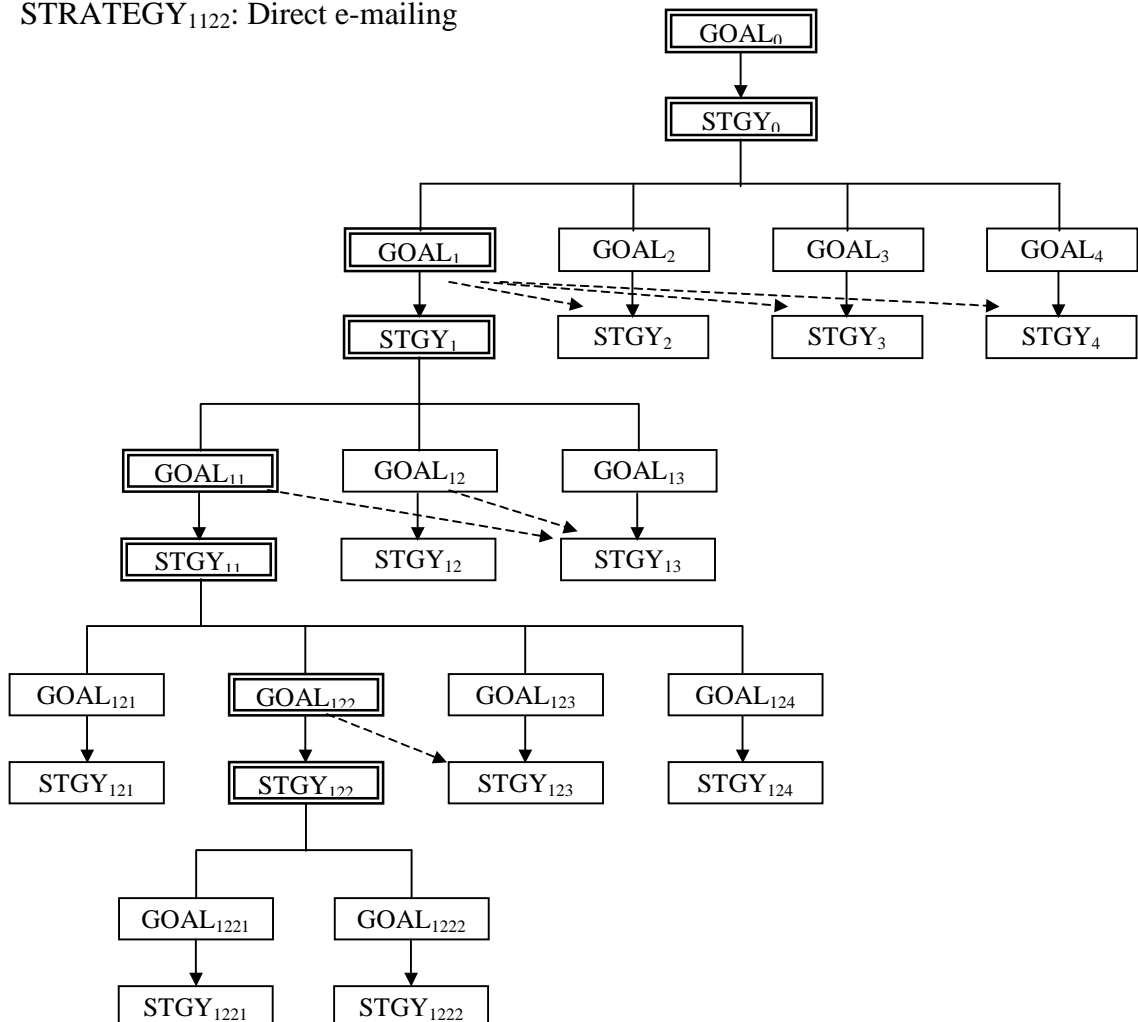 STRATEGY₁₁₂₂: Direct e-mailing
GOAL₀
STGY₀
GOAL₁ GOAL₂ GOAL₃ GOAL₄
STGY₁ STGY₂ STGY₃ STGY₄
GOAL₁₁ GOAL₁₂ GOAL₁₃
STGY₁₁ STGY₁₂ STGY₁₃
GOAL₁₂₁ GOAL₁₂₂ GOAL₁₂₃ GOAL₁₂₄
STGY₁₂₁ STGY₁₂₂ STGY₁₂₃ STGY₁₂₄
GOAL₁₂₂₁ GOAL₁₂₂₂
STGY₁₂₂₁ STGY₁₂₂₂